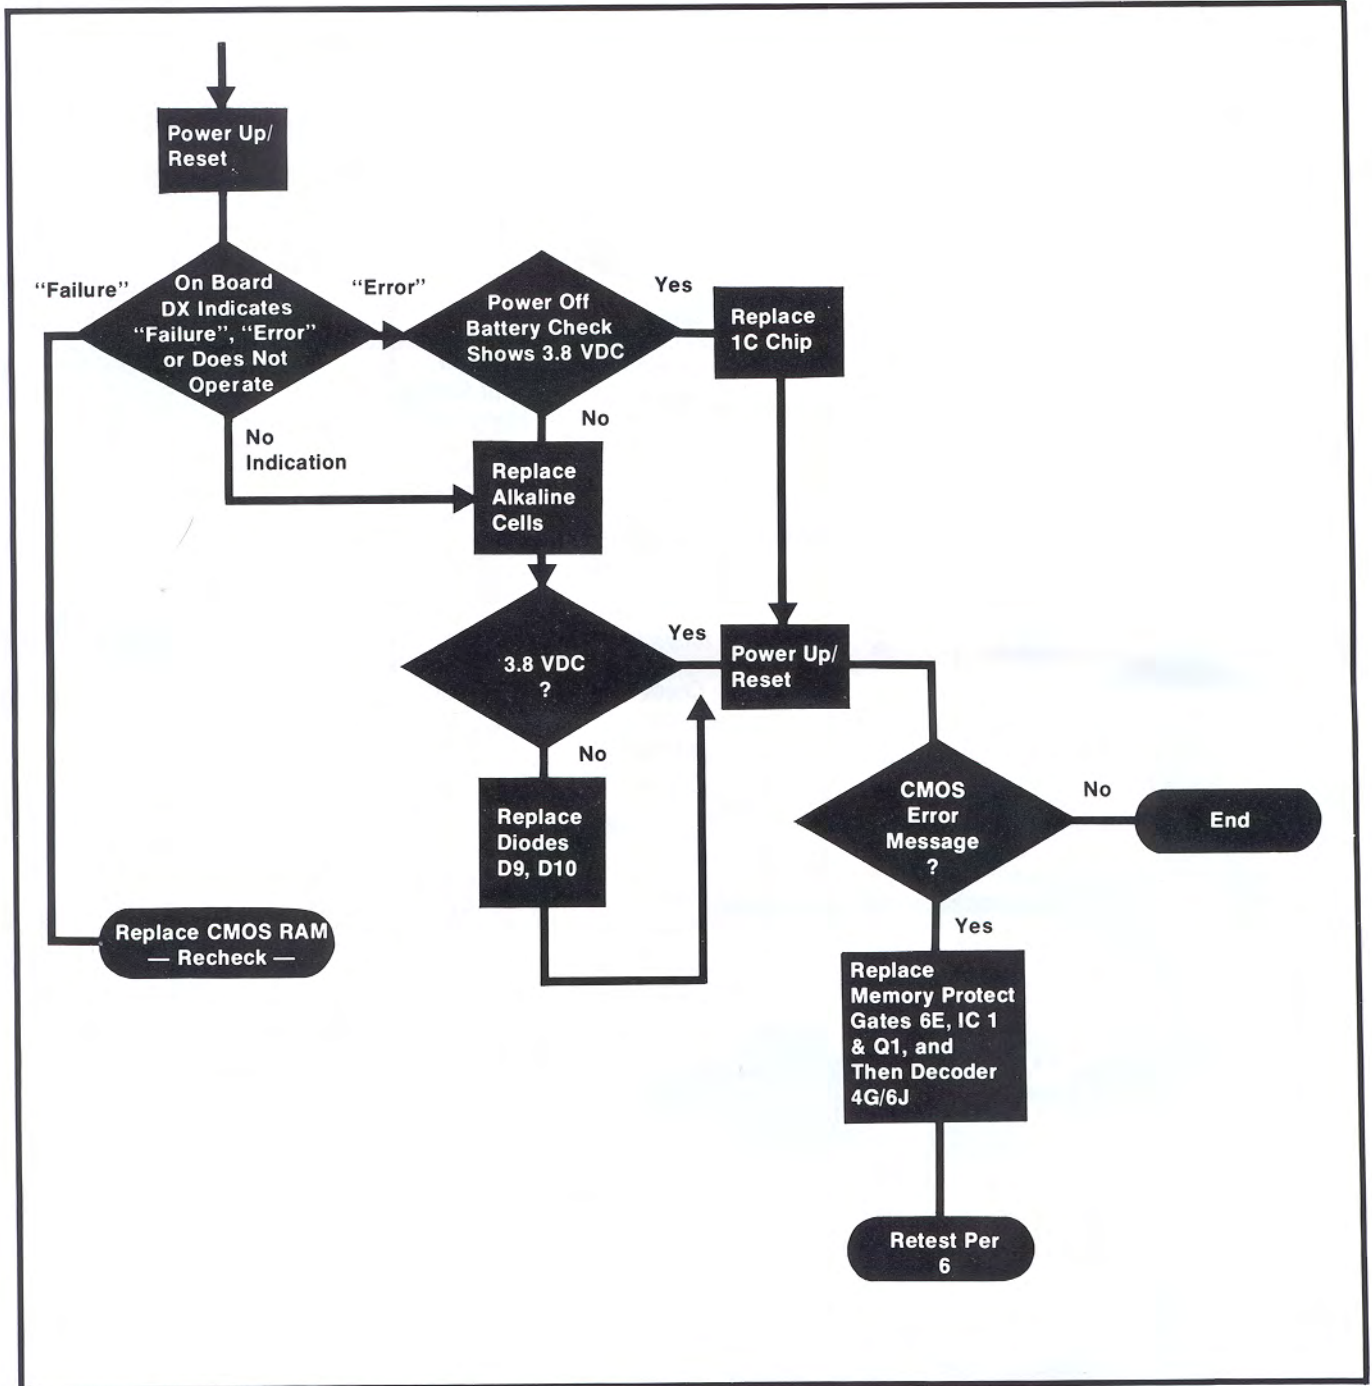 Power Up/
Reset
"Failure"
On Board
DX Indicates
"Failure", "Error"
or Does Not
Operate
"Error"
Power Off
Battery Check
Shows 3.8 VDC
Yes
Replace
1C Chip
No
Indication
No
Replace
Alkaline
Cells
3.8 VDC
?
Yes
Power Up/
Reset
No
Replace
Diodes
D9, D10
CMOS
Error
Message
?
No
End
Replace CMOS RAM
— Recheck —
Yes
Replace
Memory Protect
Gates 6E, IC 1
& Q1, and
Then Decoder
4G/6J
Retest Per
6